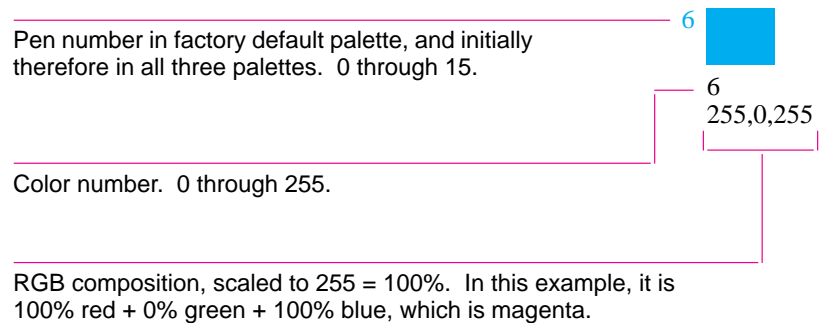 6
Pen number in factory default palette, and initially
therefore in all three palettes. 0 through 15.
6
255,0,255
Color number. 0 through 255.
RGB composition, scaled to 255 = 100%. In this example, it is
100% red + 0% green + 100% blue, which is magenta.